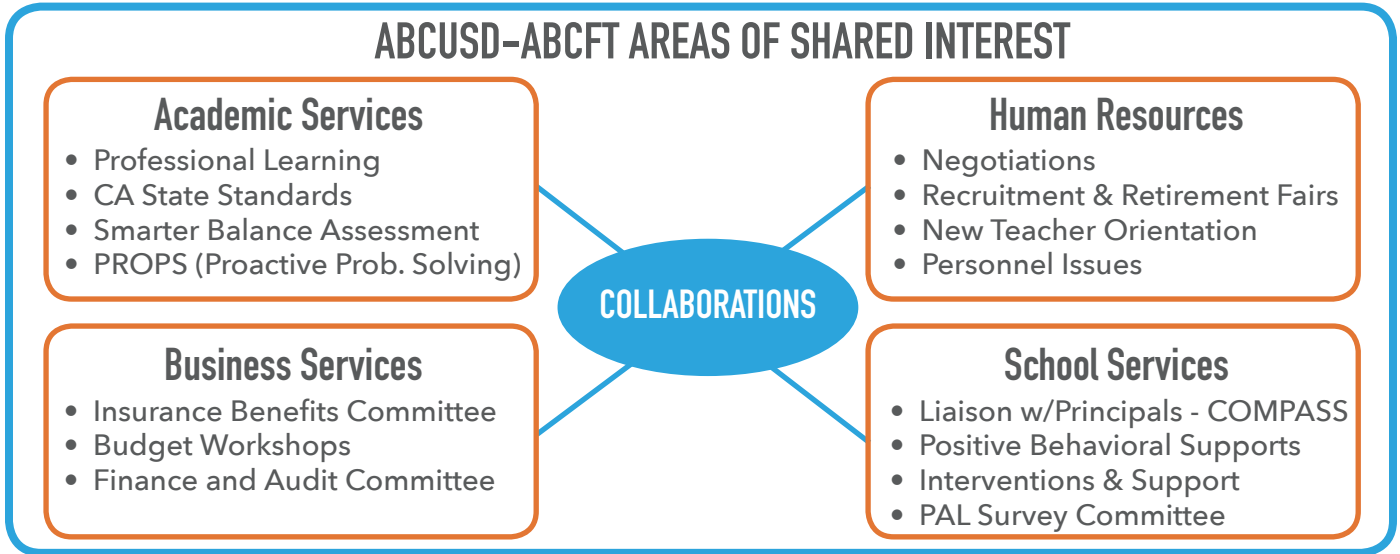 ABCUSD–ABCFT AREAS OF SHARED INTEREST
Academic Services
• Professional Learning
• CA State Standards
• Smarter Balance Assessment
• PROPS (Proactive Prob. Solving)
Human Resources
• Negotiations
• Recruitment & Retirement Fairs
• New Teacher Orientation
• Personnel Issues
COLLABORATIONS
Business Services
• Insurance Benefits Committee
• Budget Workshops
• Finance and Audit Committee
School Services
• Liaison w/Principals - COMPASS
• Positive Behavioral Supports
• Interventions & Support
• PAL Survey Committee